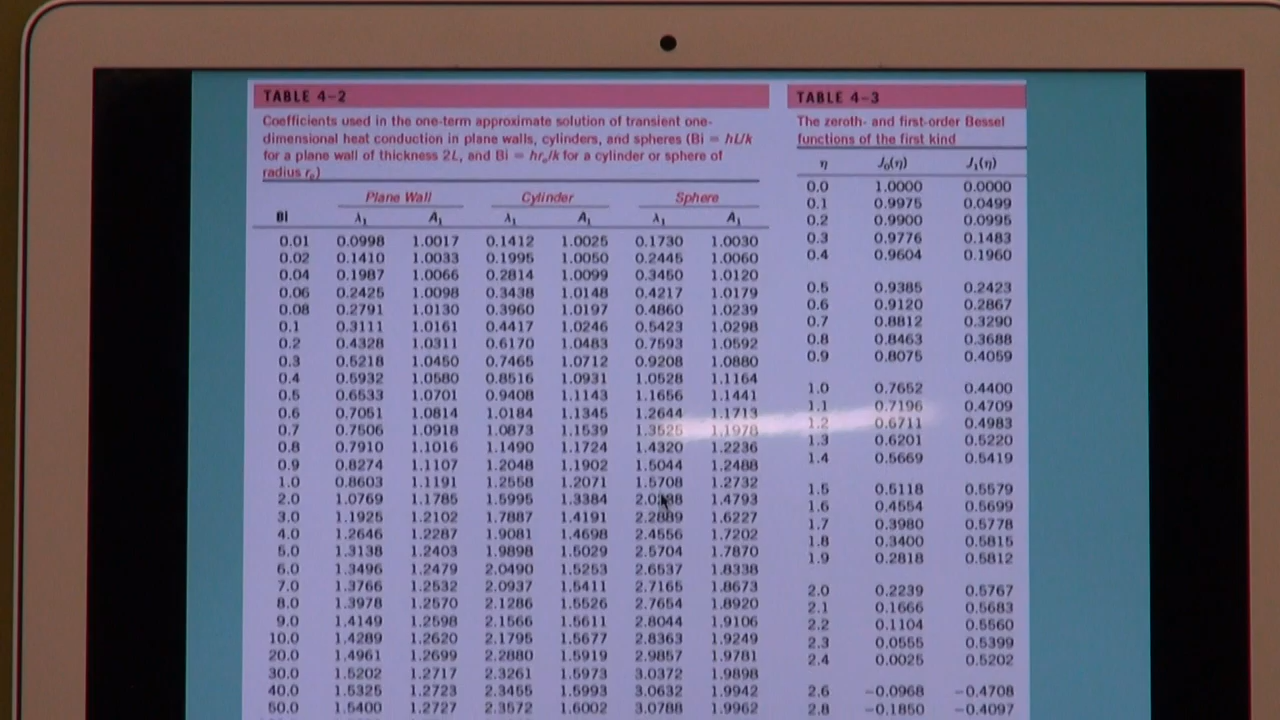 TABLE 4-2
Coefficients used in the one-term approximate solution of transient one-
dimensional heat conduction in plane walls, cylinders, and spheres (Bi = hL/k
for a plane wall of thickness 2L, and Bi = hrₒ/k for a cylinder or sphere of
radius rₒ)
Plane Wall Cylinder Sphere
Bi λ₁ A₁ λ₁ A₁ λ₁ A₁
0.01 0.0998 1.0017 0.1412 1.0025 0.1730 1.0030
0.02 0.1410 1.0033 0.1995 1.0050 0.2445 1.0060
0.04 0.1987 1.0066 0.2814 1.0099 0.3450 1.0120
0.06 0.2425 1.0098 0.3438 1.0148 0.4217 1.0179
0.08 0.2791 1.0130 0.3960 1.0197 0.4860 1.0239
0.1 0.3111 1.0161 0.4417 1.0246 0.5423 1.0298
0.2 0.4328 1.0311 0.6170 1.0483 0.7593 1.0592
0.3 0.5218 1.0450 0.7465 1.0712 0.9208 1.0880
0.4 0.5932 1.0580 0.8516 1.0931 1.0528 1.1164
0.5 0.6533 1.0701 0.9408 1.1143 1.1656 1.1441
0.6 0.7051 1.0814 1.0184 1.1345 1.2644 1.1713
0.7 0.7506 1.0918 1.0873 1.1539 1.3525 1.1978
0.8 0.7910 1.1016 1.1490 1.1724 1.4320 1.2236
0.9 0.8274 1.1107 1.2048 1.1902 1.5044 1.2488
1.0 0.8603 1.1191 1.2558 1.2071 1.5708 1.2732
2.0 1.0769 1.1785 1.5995 1.3384 1.4793
3.0 1.1925 1.2102 1.7887 1.4191 2.2889 1.6227
4.0 1.2646 1.2287 1.9081 1.4698 2.4556 1.7202
5.0 1.3138 1.2403 1.9898 1.5029 2.5704 1.7870
6.0 1.3496 1.2479 2.0490 1.5253 2.6537 1.8338
7.0 1.3766 1.2532 2.0937 1.5411 2.7165 1.8673
8.0 1.3978 1.2570 2.1286 1.5526 2.7654 1.8920
9.0 1.4149 1.2598 2.1566 1.5611 2.8044 1.9106
10.0 1.4289 1.2620 2.1795 1.5677 2.8363 1.9249
20.0 1.4961 1.2699 2.2880 1.5919 2.9857 1.9781
30.0 1.5202 1.2717 2.3261 1.5973 3.0372 1.9898
40.0 1.5325 1.2723 2.3455 1.5993 3.0632 1.9942
50.0 1.5400 1.2727 2.3572 1.6002 3.0788 1.9962
TABLE 4-3
The zeroth- and first-order Bessel
functions of the first kind
η J₀(η) J₁(η)
0.0 1.0000 0.0000
0.1 0.9975 0.0499
0.2 0.9900 0.0995
0.3 0.9776 0.1483
0.4 0.9604 0.1960
0.5 0.9385 0.2423
0.6 0.9120 0.2867
0.7 0.8812 0.3290
0.8 0.8463 0.3688
0.9 0.8075 0.4059
1.0 0.7652 0.4400
1.1 0.7196 0.4709
1.2 0.6711 0.4983
1.3 0.6201 0.5220
1.4 0.5669 0.5419
1.5 0.5118 0.5579
1.6 0.4554 0.5699
1.7 0.3980 0.5778
1.8 0.3400 0.5815
1.9 0.2818 0.5812
2.0 0.2239 0.5767
2.1 0.1666 0.5683
2.2 0.1104 0.5560
2.3 0.0555 0.5399
2.4 0.0025 0.5202
2.6 −0.0968 −0.4708
2.8 −0.1850 −0.4097